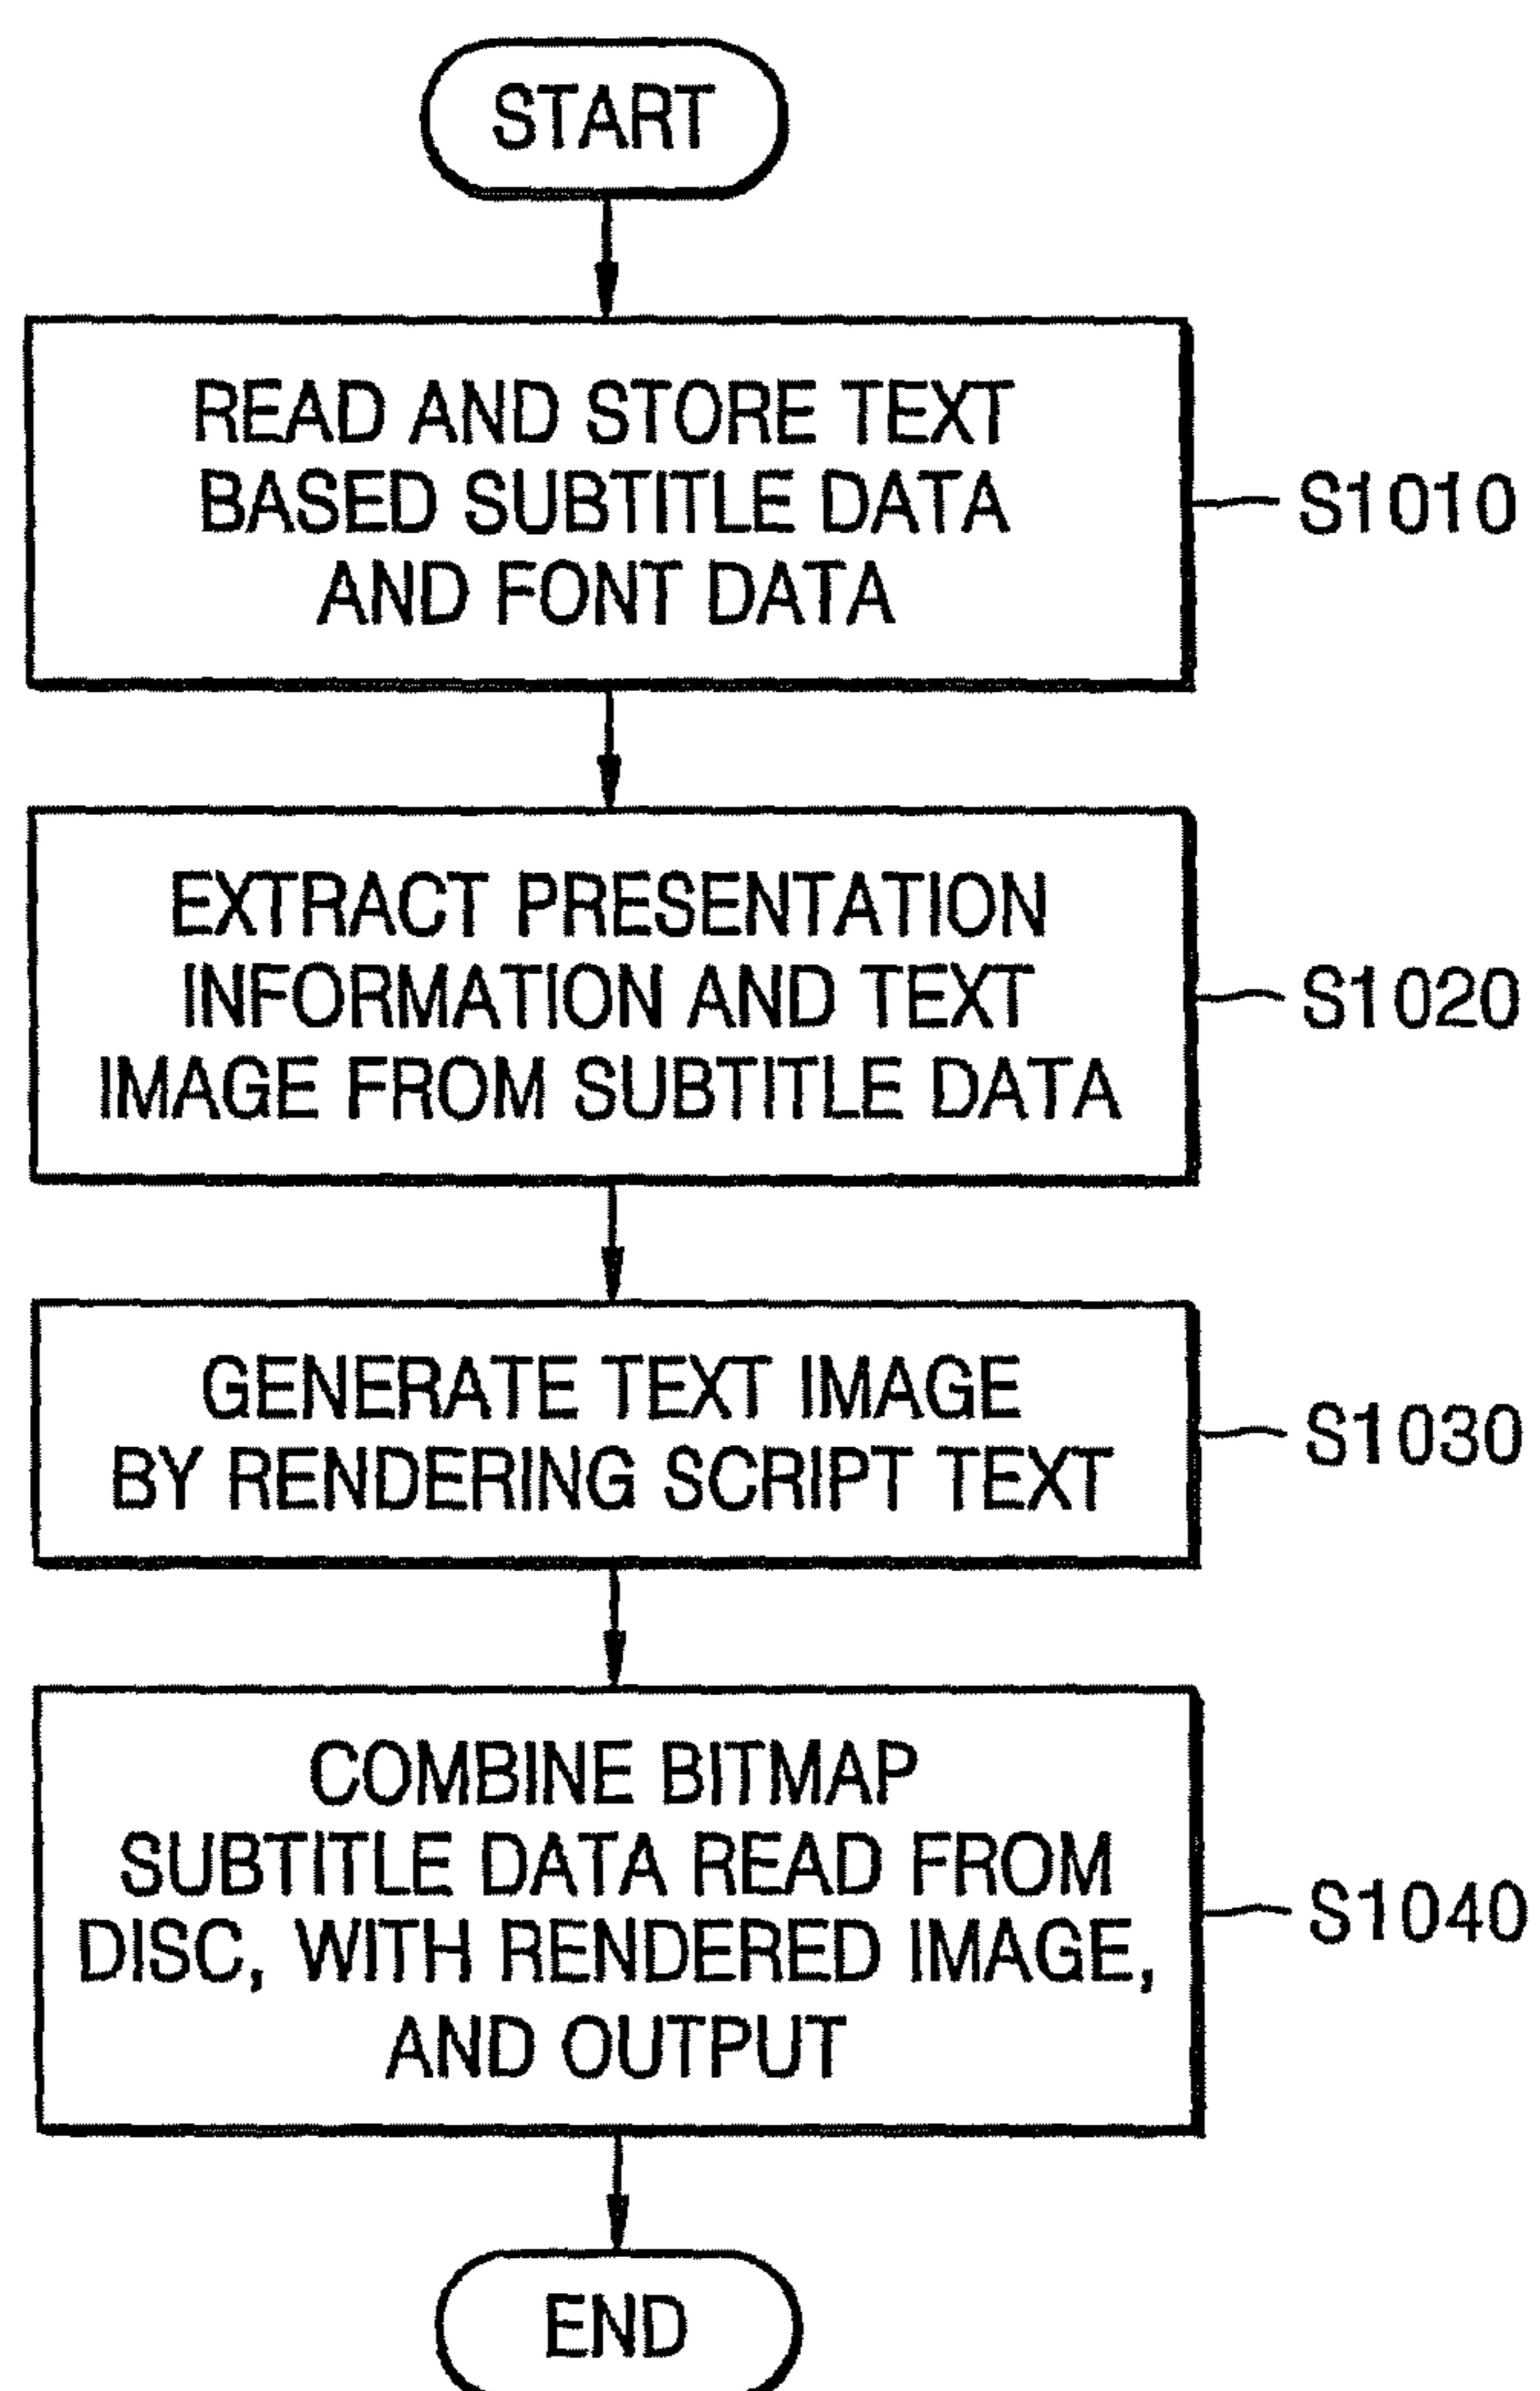 START
READ AND STORE TEXT
BASED SUBTITLE DATA
AND FONT DATA
S1010
EXTRACT PRESENTATION
INFORMATION AND TEXT
IMAGE FROM SUBTITLE DATA
S1020
GENERATE TEXT IMAGE
BY RENDERING SCRIPT TEXT
S1030
COMBINE BITMAP
SUBTITLE DATA READ FROM
DISC, WITH RENDERED IMAGE,
AND OUTPUT
S1040
END